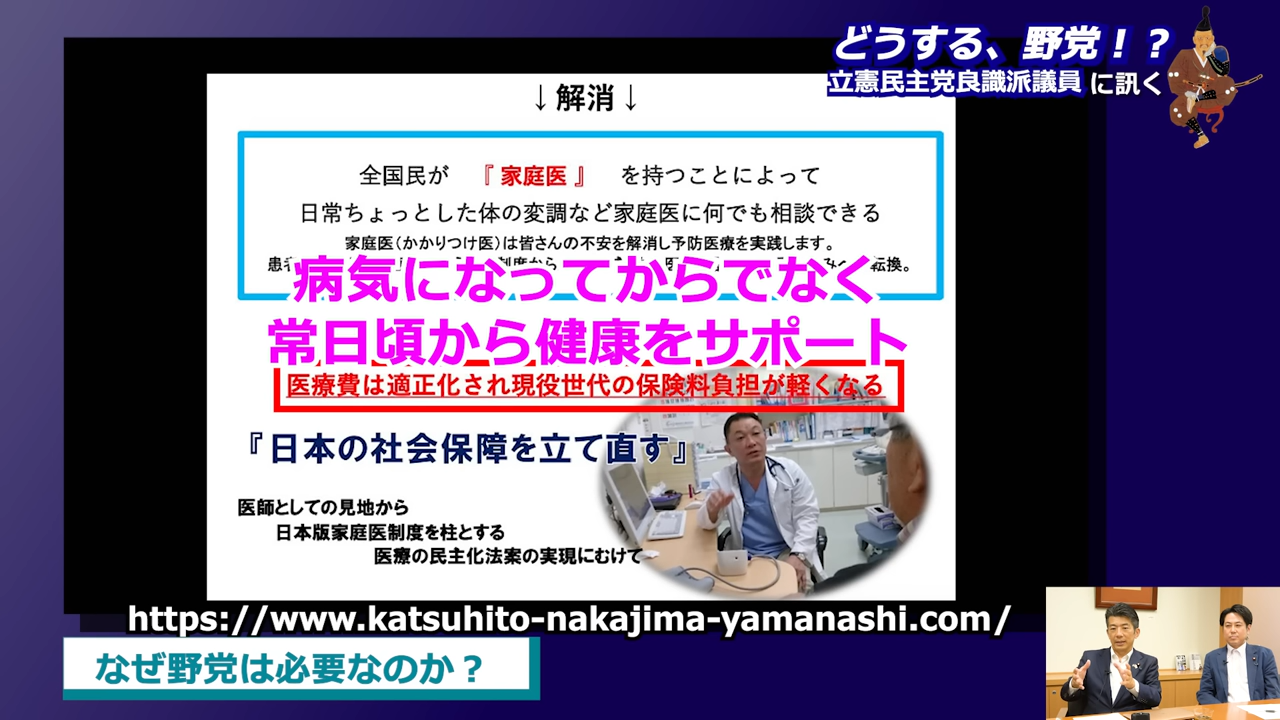 どうする、野党！？
立憲民主党良識派議員 に訊く
↓解消↓
全国民が 『家庭医』 を持つことによって
日常ちょっとした体の変調など家庭医に何でも相談できる
家庭医（かかりつけ医）は皆さんの不安を解消し予防医療を実践します。
患者 制度から 転換。
病気になってからでなく
常日頃から健康をサポート
医療費は適正化され現役世代の保険料負担が軽くなる
『日本の社会保障を立て直す』
医師としての見地から
日本版家庭医制度を柱とする
医療の民主化法案の実現にむけて
https://www.katsuhito-nakajima-yamanashi.com/
なぜ野党は必要なのか？